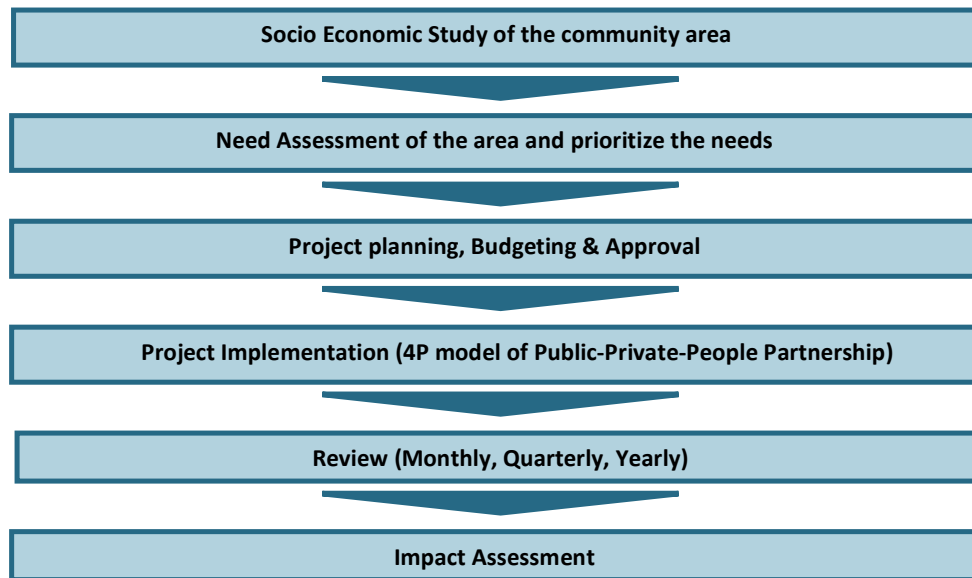 Socio Economic Study of the community area
Need Assessment of the area and prioritize the needs
Project planning, Budgeting & Approval
Project Implementation (4P model of Public-Private-People Partnership)
Review (Monthly, Quarterly, Yearly)
Impact Assessment